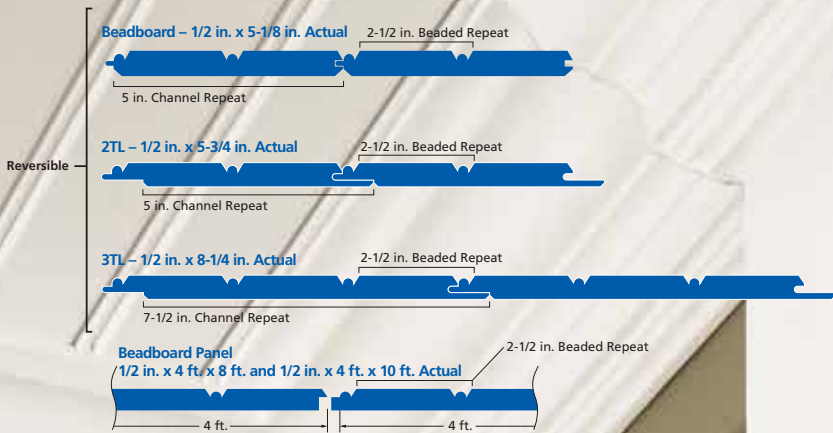 Beadboard – 1/2 in. x 5-1/8 in. Actual
2-1/2 in. Beaded Repeat
5 in. Channel Repeat
2TL – 1/2 in. x 5-3/4 in. Actual
2-1/2 in. Beaded Repeat
Reversible
5 in. Channel Repeat
3TL – 1/2 in. x 8-1/4 in. Actual
2-1/2 in. Beaded Repeat
7-1/2 in. Channel Repeat
Beadboard Panel
1/2 in. x 4 ft. x 8 ft. and 1/2 in. x 4 ft. x 10 ft. Actual
2-1/2 in. Beaded Repeat
4 ft.
4 ft.